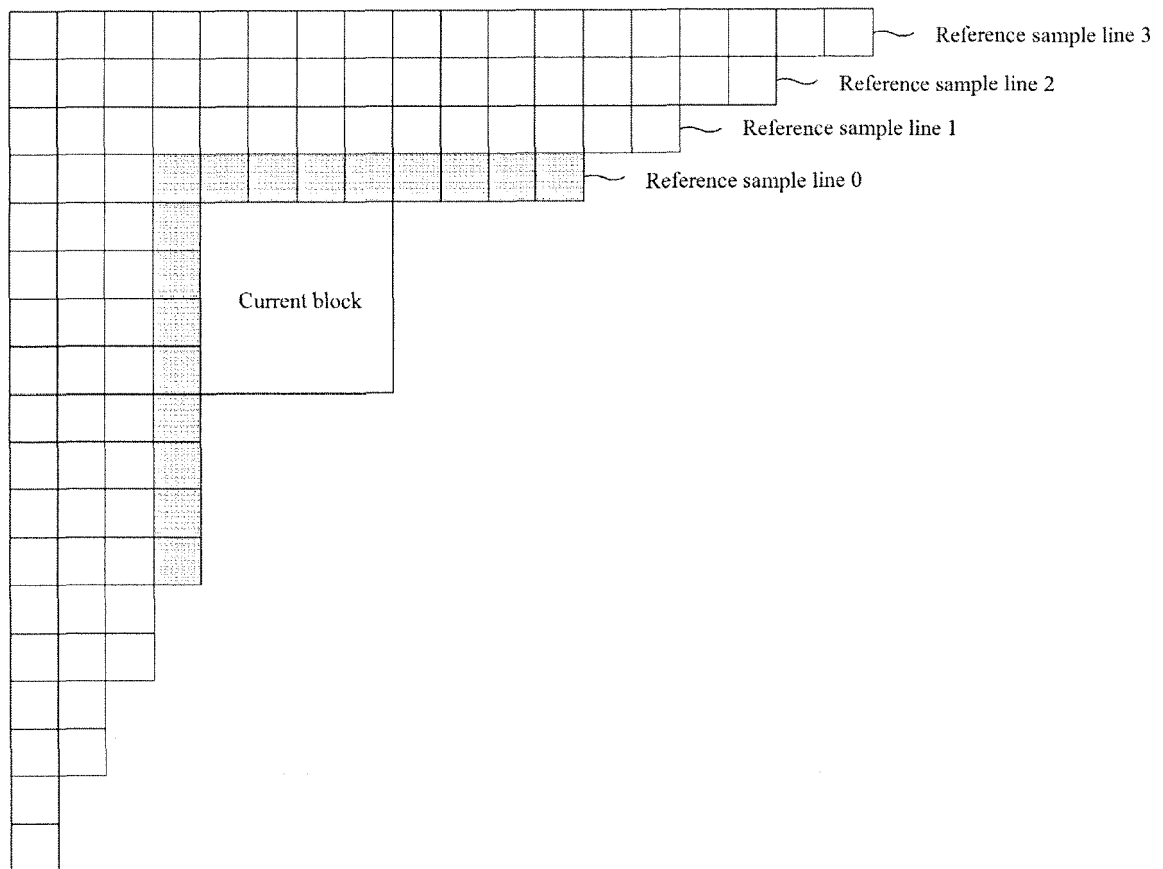 Reference sample line 3
Reference sample line 2
Reference sample line 1
Reference sample line 0
Current block